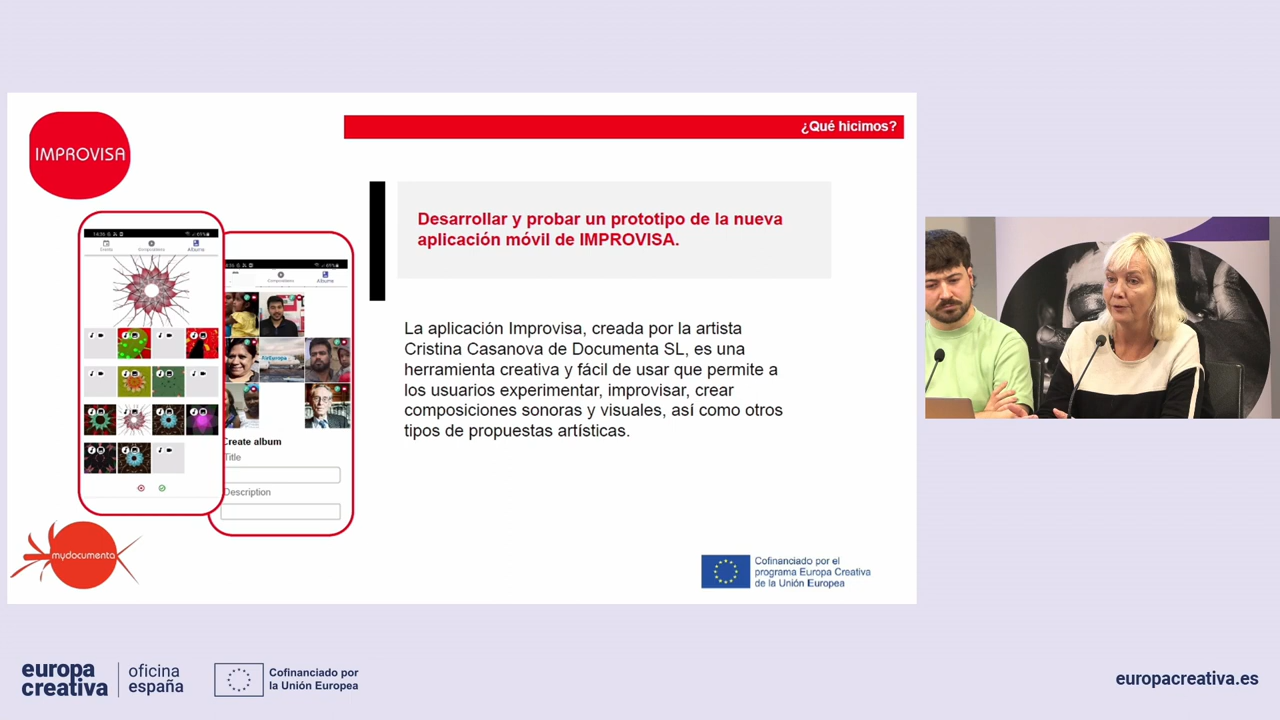 IMPROVISA
¿Qué hicimos?
Desarrollar y probar un prototipo de la nueva
aplicación móvil de IMPROVISA.
La aplicación Improvisa, creada por la artista
Cristina Casanova de Documenta SL, es una
herramienta creativa y fácil de usar que permite a
los usuarios experimentar, improvisar, crear
composiciones sonoras y visuales, así como otros
tipos de propuestas artísticas.
Albums
Compositions
Albums
AirEuropa
Create album
Title
Description
mydocumenta
Cofinanciado por el
programa Europa Creativa
de la Unión Europea
europa
creativa
oficina
españa
Cofinanciado por
la Unión Europea
europacreativa.es